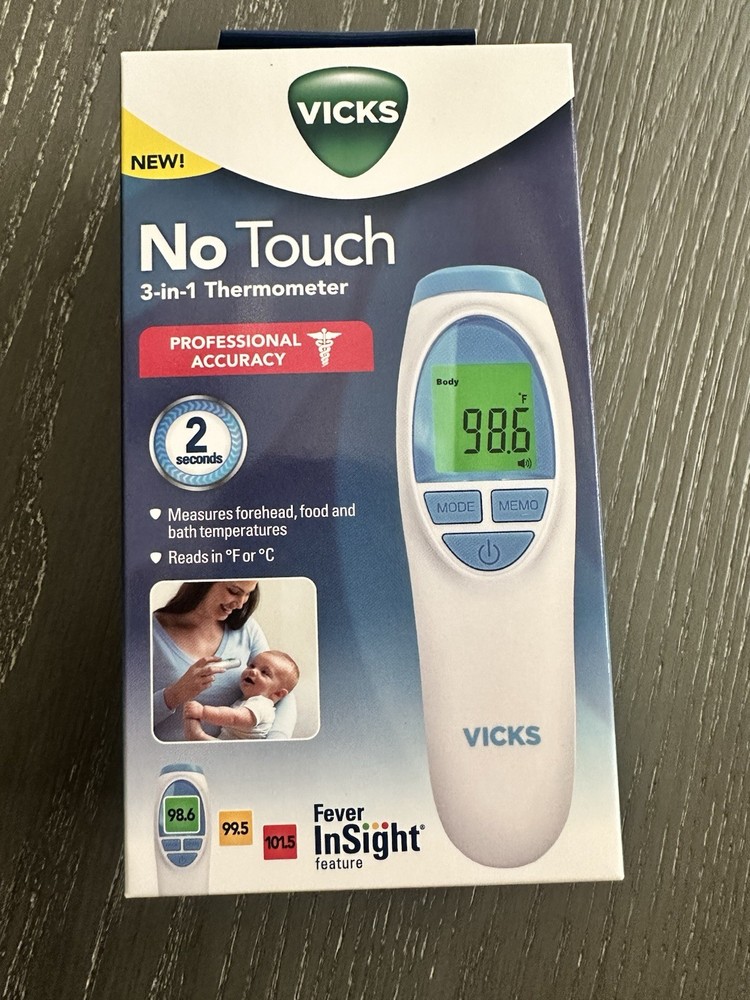 VICKS
NEW!
No Touch
3-in-1 Thermometer
PROFESSIONAL
ACCURACY
2
seconds
Measures forehead, food and
bath temperatures
Reads in °F or °C
Body
°F
98.6
MODE
MEMO
VICKS
98.6
99.5
101.5
Fever
InSight®
feature